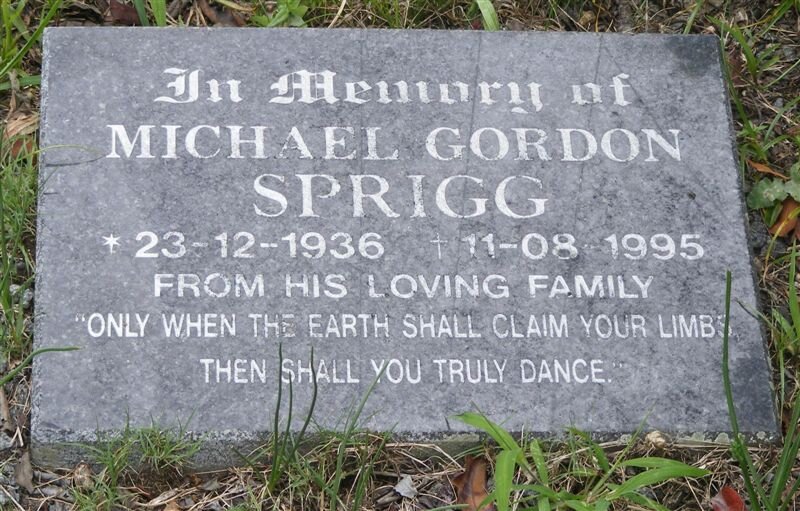 In Memory of
MICHAEL GORDON
SPRIGG
* 23-12-1936 † 11-08-1995
FROM HIS LOVING FAMILY
"ONLY WHEN THE EARTH SHALL CLAIM YOUR LIMBS,
THEN SHALL YOU TRULY DANCE."